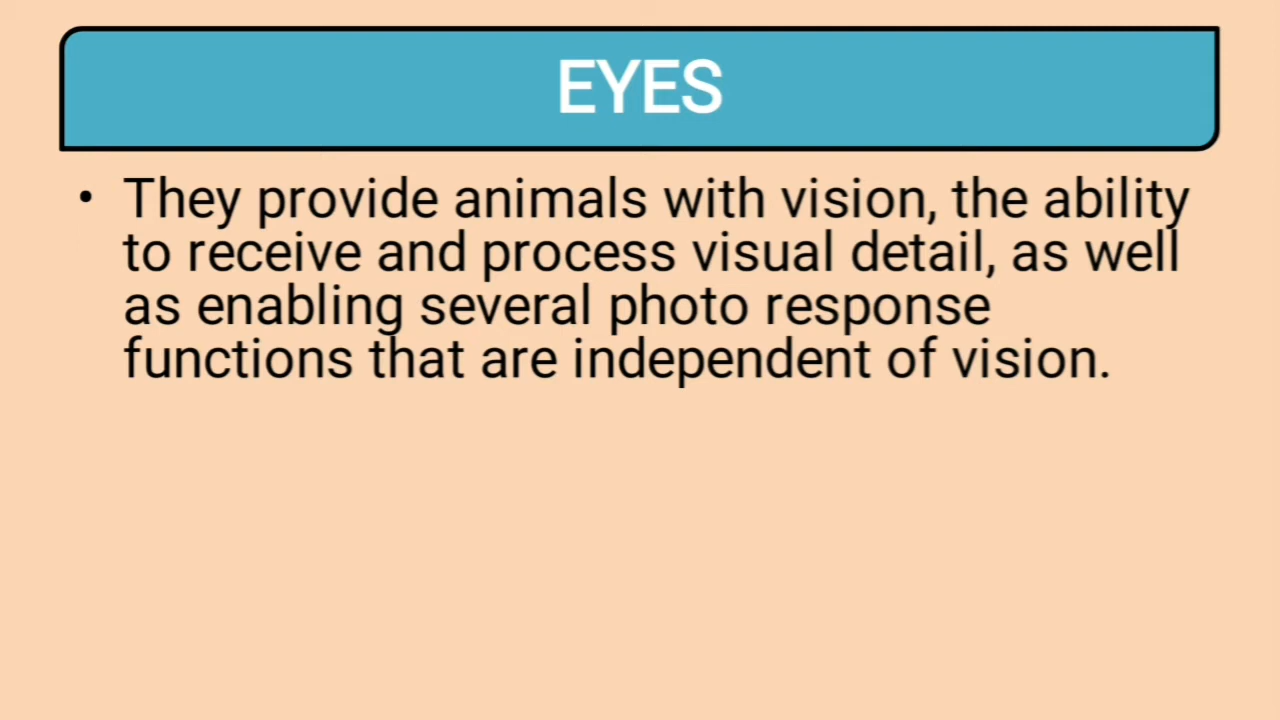 EYES
• They provide animals with vision, the ability
to receive and process visual detail, as well
as enabling several photo response
functions that are independent of vision.